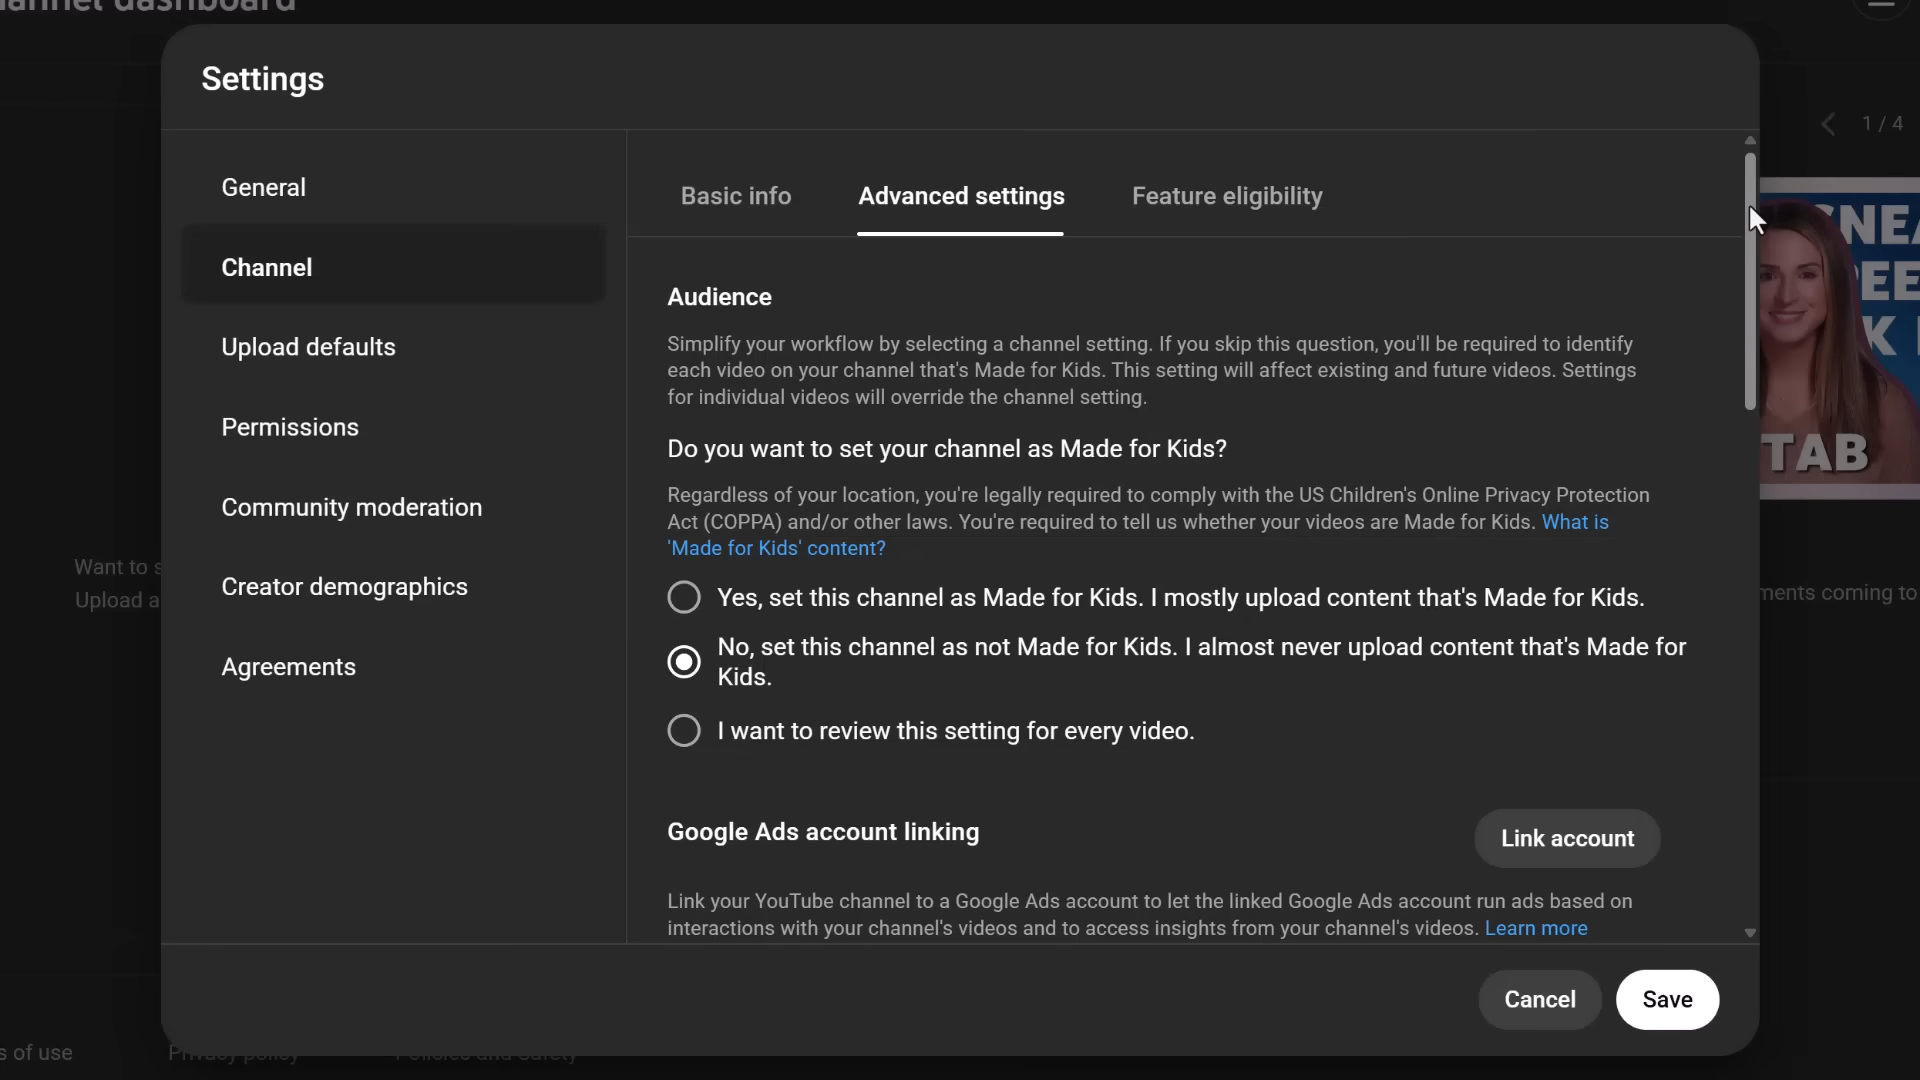 channel dashboard
Settings
1 / 4
General
Channel
Upload defaults
Permissions
Community moderation
Creator demographics
Agreements
Basic info
Advanced settings
Feature eligibility
Audience
Simplify your workflow by selecting a channel setting. If you skip this question, you'll be required to identify
each video on your channel that's Made for Kids. This setting will affect existing and future videos. Settings
for individual videos will override the channel setting.
Do you want to set your channel as Made for Kids?
Regardless of your location, you're legally required to comply with the US Children's Online Privacy Protection
Act (COPPA) and/or other laws. You're required to tell us whether your videos are Made for Kids. What is
'Made for Kids' content?
Yes, set this channel as Made for Kids. I mostly upload content that's Made for Kids.
No, set this channel as not Made for Kids. I almost never upload content that's Made for
Kids.
I want to review this setting for every video.
Google Ads account linking
Link account
Link your YouTube channel to a Google Ads account to let the linked Google Ads account run ads based on
interactions with your channel's videos and to access insights from your channel's videos. Learn more
Cancel
Save
Want to s
Upload a
TAB
ments coming to
s of use
Privacy policy
Policies and Safety